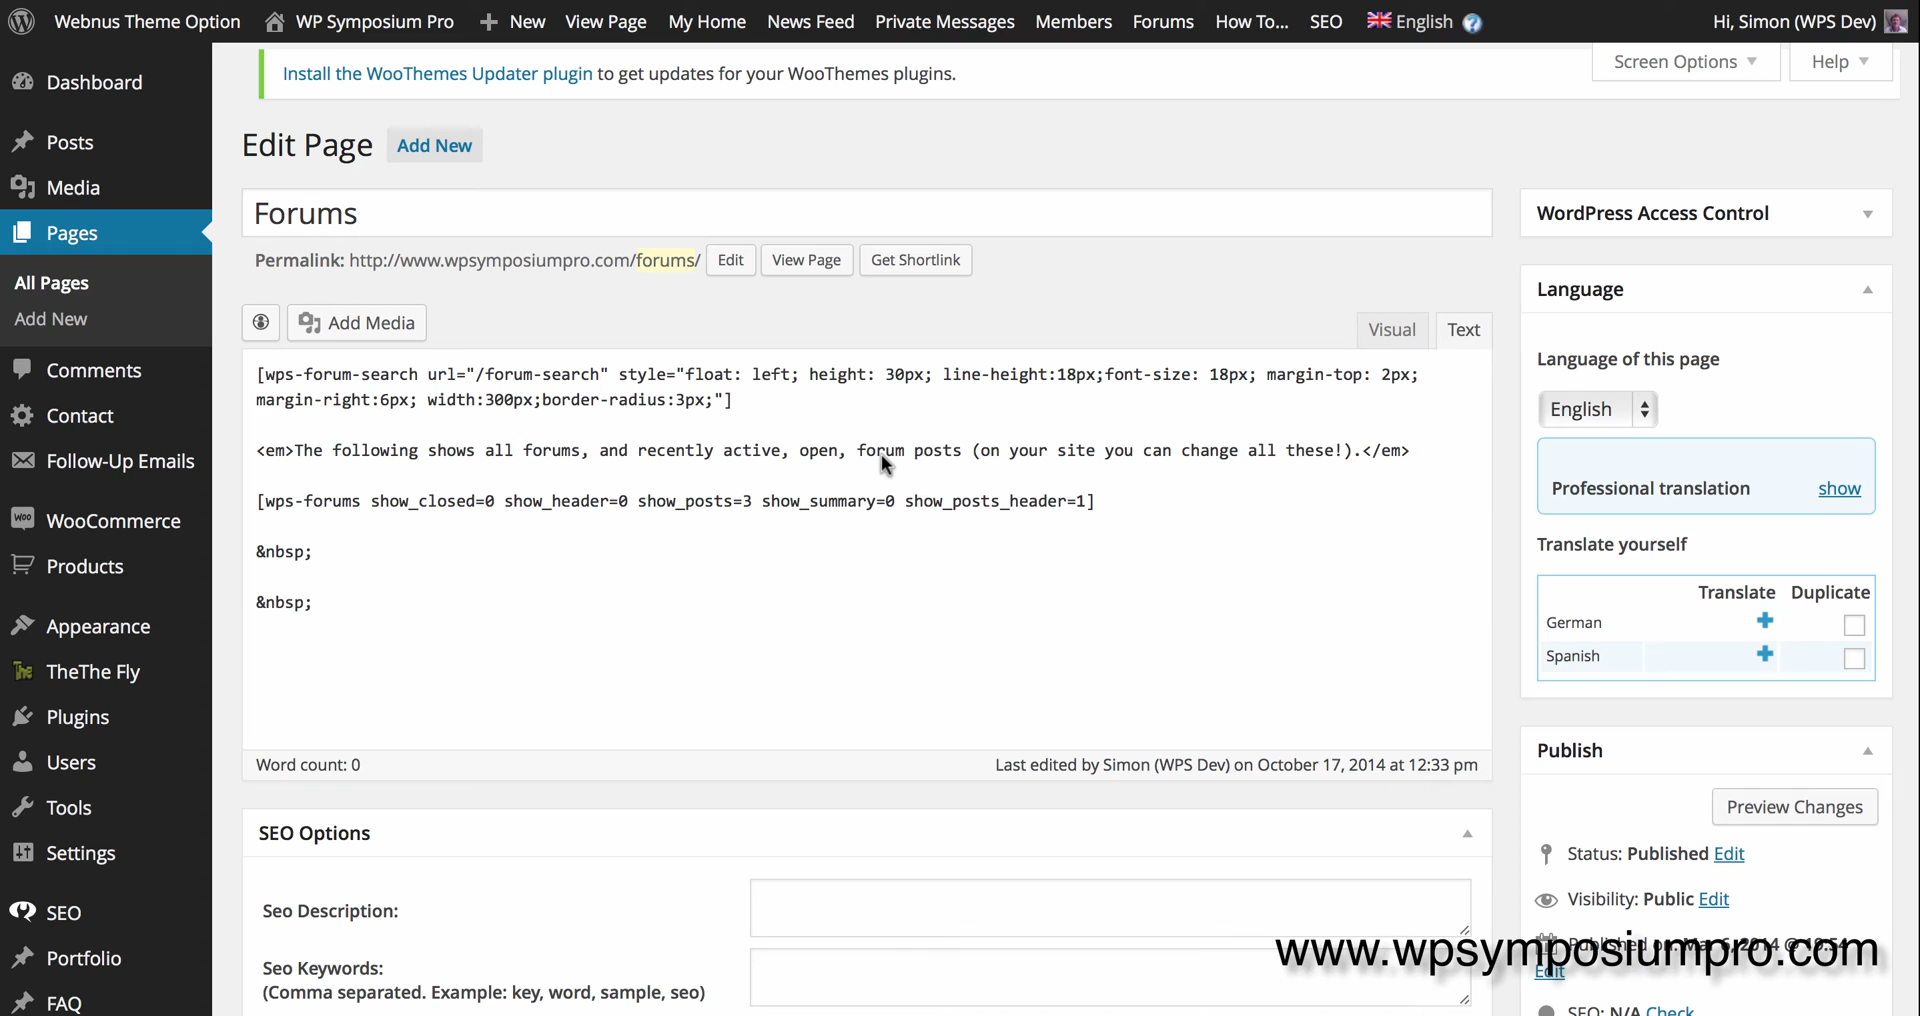 Webnus Theme Option WP Symposium Pro New View Page My Home News Feed Private Messages Members Forums How To... SEO English ? Hi, Simon (WPS Dev)
Install the WooThemes Updater plugin to get updates for your WooThemes plugins.
Screen Options Help
Dashboard
Posts
Media
Pages
All Pages
Add New
Comments
Contact
Follow-Up Emails
WooCommerce
Products
Appearance
TheThe Fly
Plugins
Users
Tools
Settings
SEO
Portfolio
FAQ
Edit Page Add New
Forums
Permalink: http://www.wpsymposiumpro.com/forums/ Edit View Page Get Shortlink
Add Media
Visual Text
[wps-forum-search url="/forum-search" style="float: left; height: 30px; line-height:18px;font-size: 18px; margin-top: 2px;
margin-right:6px; width:300px;border-radius:3px;"]
<em>The following shows all forums, and recently active, open, forum posts (on your site you can change all these!).</em>
[wps-forums show_closed=0 show_header=0 show_posts=3 show_summary=0 show_posts_header=1]
&nbsp;
&nbsp;
Word count: 0 Last edited by Simon (WPS Dev) on October 17, 2014 at 12:33 pm
SEO Options
Seo Description:
Seo Keywords:
(Comma separated. Example: key, word, sample, seo)
WordPress Access Control
Language
Language of this page
English
Professional translation show
Translate yourself
Translate Duplicate
German
Spanish
Publish
Preview Changes
Status: Published Edit
Visibility: Public Edit
Published on: Mar 6, 2014 @
Edit
SEO: N/A Check
www.wpsymposiumpro.com